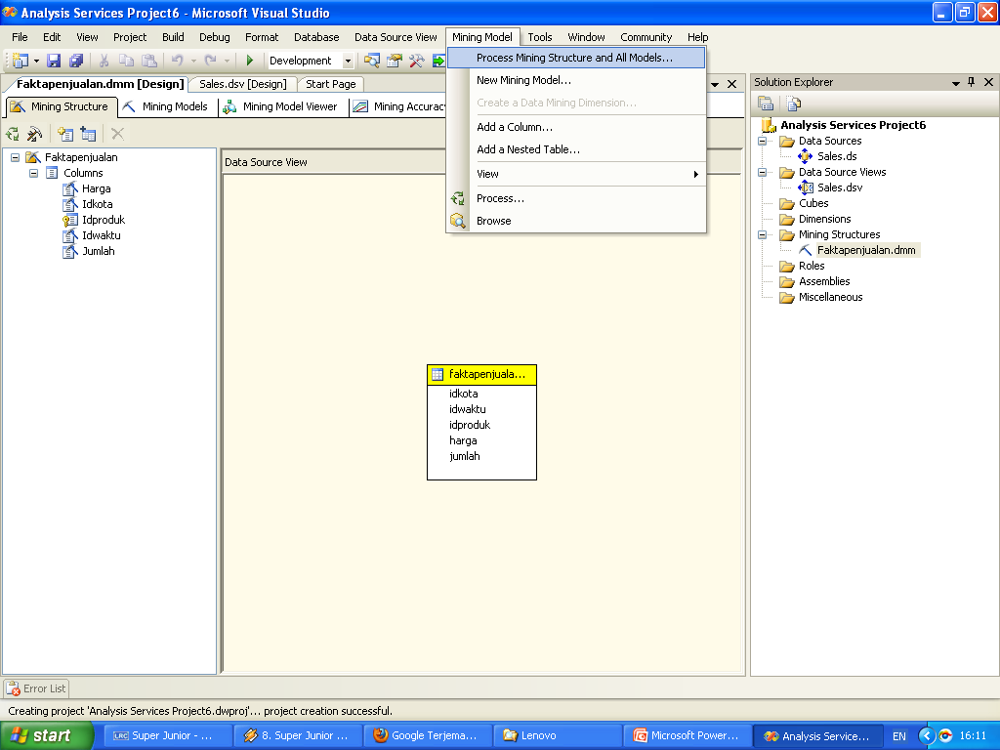 Analysis Services Project6 - Microsoft Visual Studio
File Edit View Project Build Debug Format Database Data Source View Mining Model Tools Window Community Help
Development
Process Mining Structure and All Models...
New Mining Model...
Create a Data Mining Dimension...
Add a Column...
Add a Nested Table...
View
Process...
Browse
Faktapenjualan.dmm [Design] Sales.dsv [Design] Start Page
Mining Structure Mining Models Mining Model Viewer Mining Accurac
Faktapenjualan
Columns
Harga
Idkota
Idproduk
Idwaktu
Jumlah
Data Source View
faktapenjuala...
idkota
idwaktu
idproduk
harga
jumlah
Solution Explorer
Analysis Services Project6
Data Sources
Sales.ds
Data Source Views
Sales.dsv
Cubes
Dimensions
Mining Structures
Faktapenjualan.dmm
Roles
Assemblies
Miscellaneous
Error List
Creating project 'Analysis Services Project6.dwproj'... project creation successful.
start LRC Super Junior - ... 8. Super Junior ... Google Terjema... Lenovo Microsoft Power... Analysis Service... EN 16:11